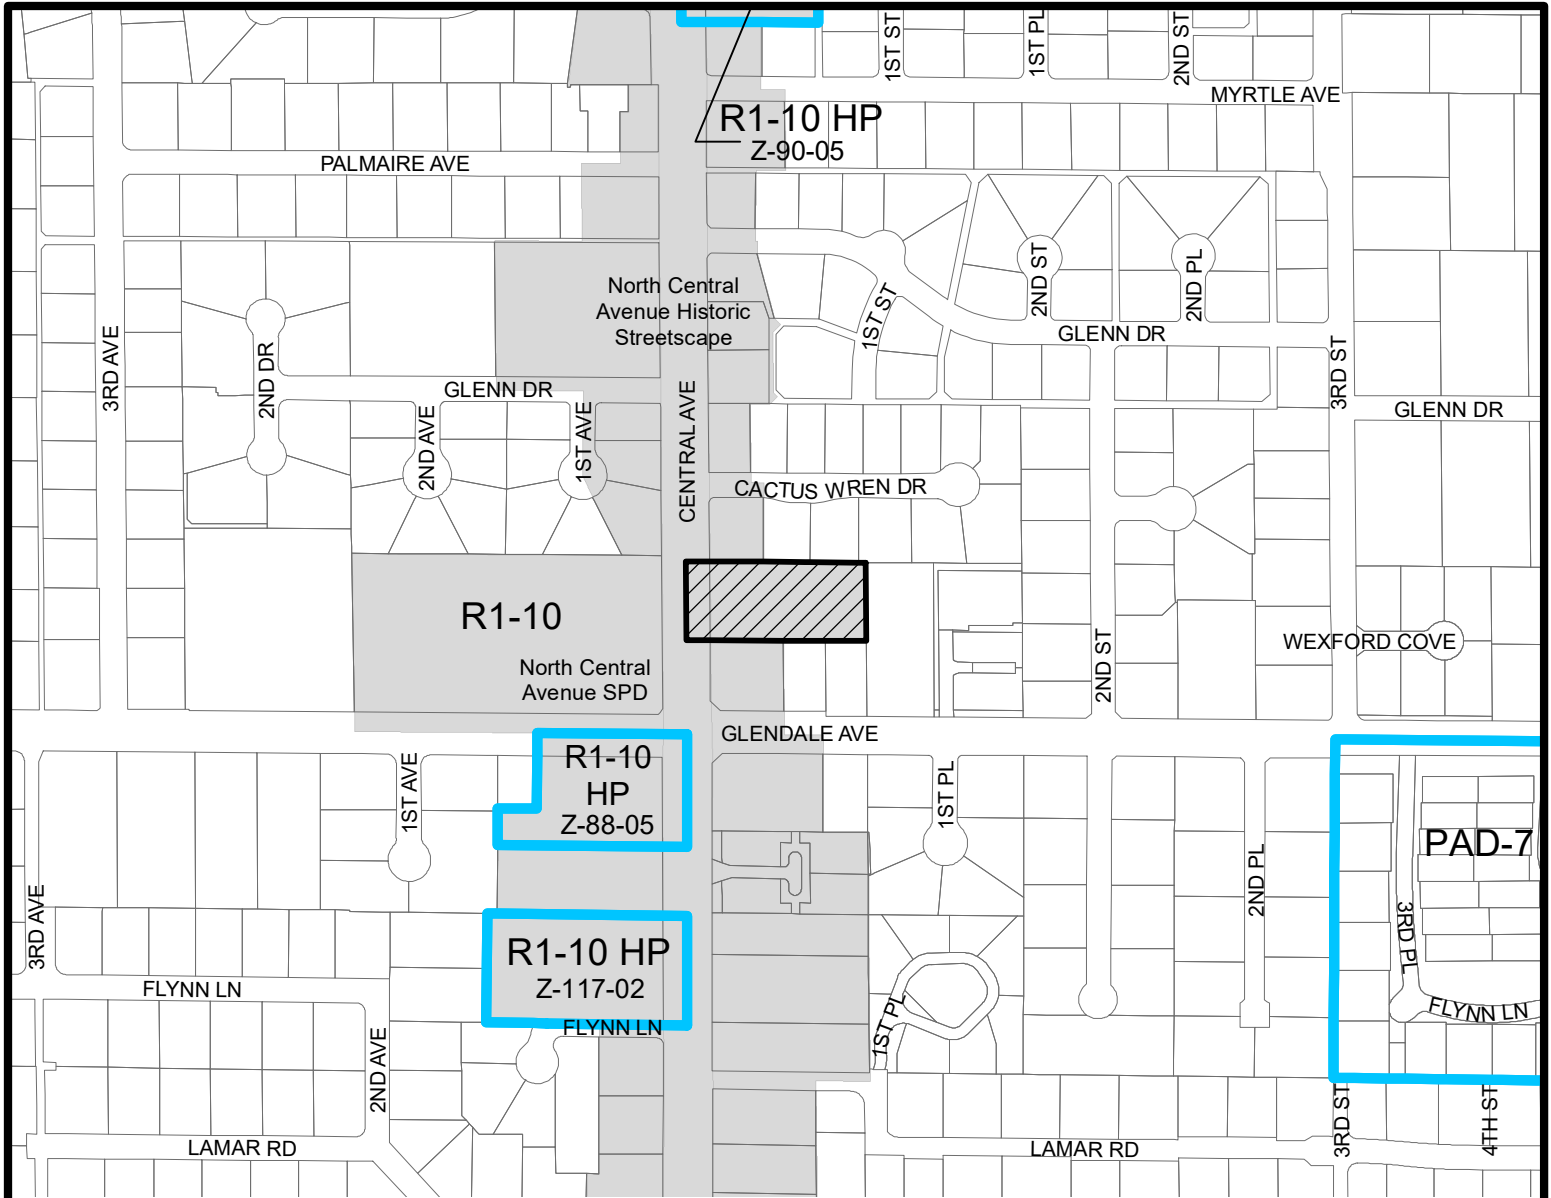 1ST ST
1ST PL
2ND ST
MYRTLE AVE
R1-10 HP
Z-90-05
PALMAIRE AVE
2ND ST
2ND PL
North Central
Avenue Historic
Streetscape
1ST ST
GLENN DR
3RD AVE
2ND DR
3RD ST
GLENN DR
CENTRAL AVE
2ND AVE
1ST AVE
GLENN DR
CACTUS WREN DR
R1-10
WEXFORD COVE
2ND ST
North Central
Avenue SPD
GLENDALE AVE
R1-10
HP
Z-88-05
1ST AVE
1ST PL
PAD-7
2ND PL
3RD AVE
3RD PL
R1-10 HP
Z-117-02
FLYNN LN
FLYNN LN
FLYNN LN
1ST PL
2ND AVE
3RD ST
4TH ST
LAMAR RD
LAMAR RD